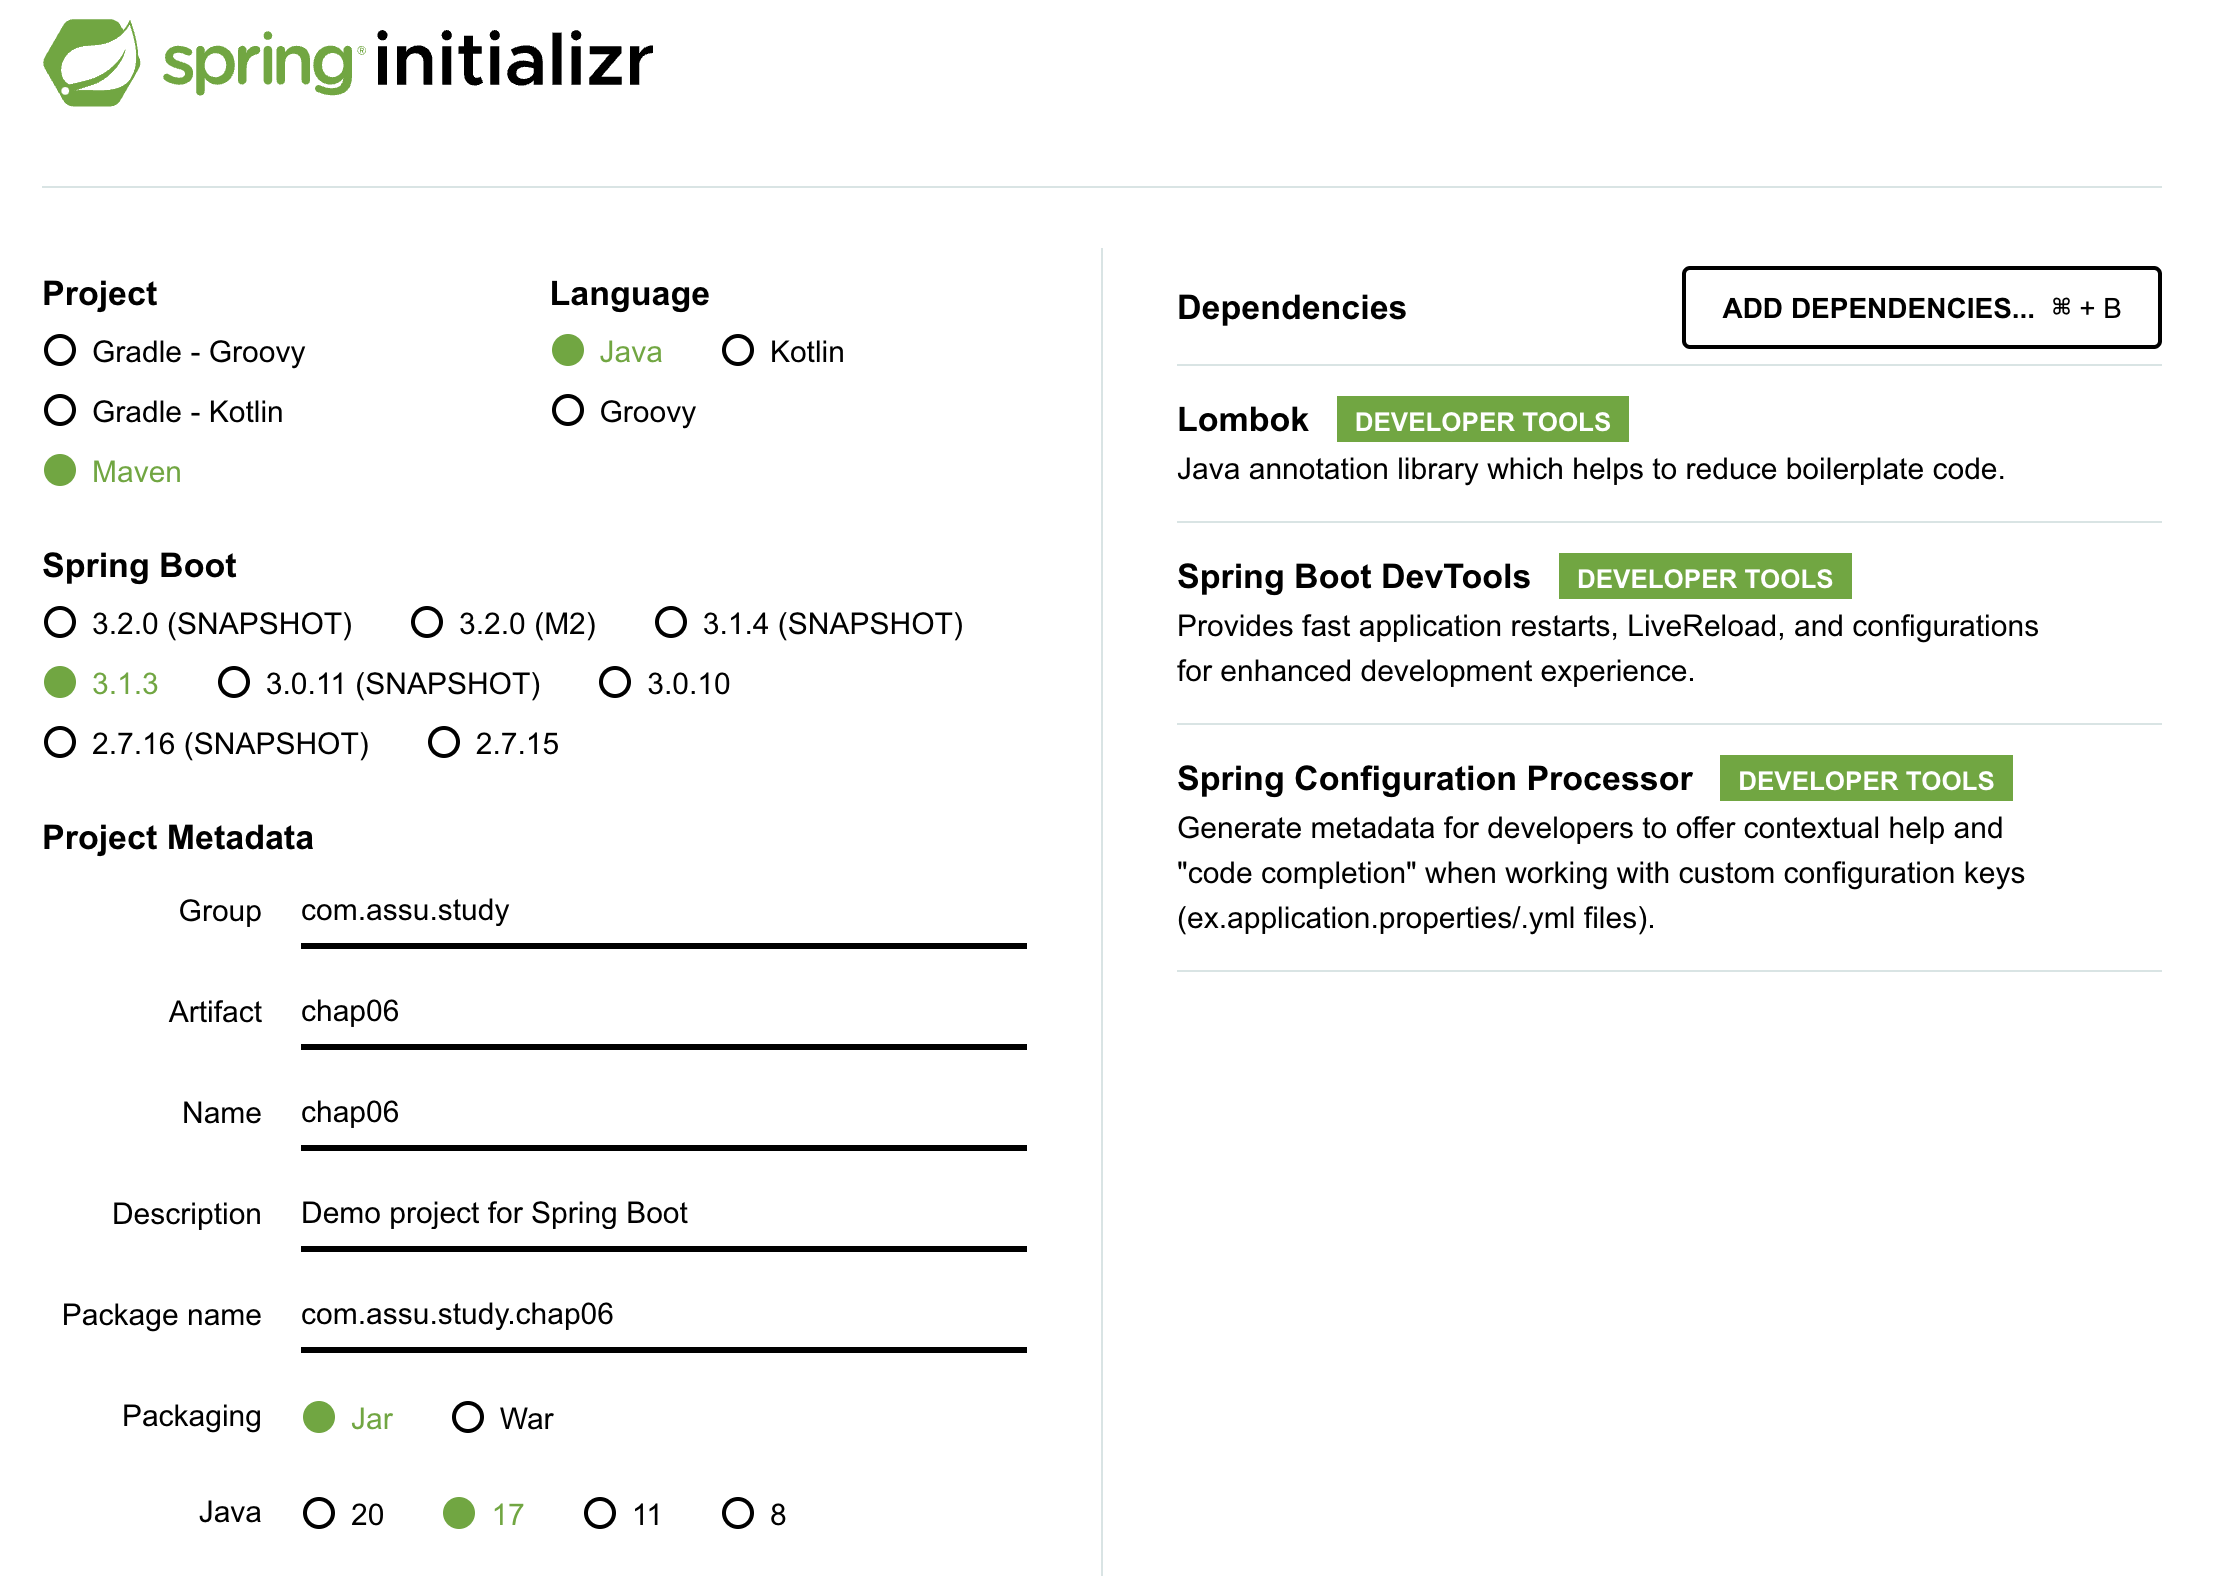 spring® initializr
Project
Gradle - Groovy
Gradle - Kotlin
Maven
Language
Java Kotlin
Groovy
Spring Boot
3.2.0 (SNAPSHOT) 3.2.0 (M2) 3.1.4 (SNAPSHOT)
3.1.3 3.0.11 (SNAPSHOT) 3.0.10
2.7.16 (SNAPSHOT) 2.7.15
Project Metadata
Group com.assu.study
Artifact chap06
Name chap06
Description Demo project for Spring Boot
Package name com.assu.study.chap06
Packaging Jar War
Java 20 17 11 8
Dependencies ADD DEPENDENCIES... ⌘ + B
Lombok DEVELOPER TOOLS
Java annotation library which helps to reduce boilerplate code.
Spring Boot DevTools DEVELOPER TOOLS
Provides fast application restarts, LiveReload, and configurations
for enhanced development experience.
Spring Configuration Processor DEVELOPER TOOLS
Generate metadata for developers to offer contextual help and
"code completion" when working with custom configuration keys
(ex.application.properties/.yml files).